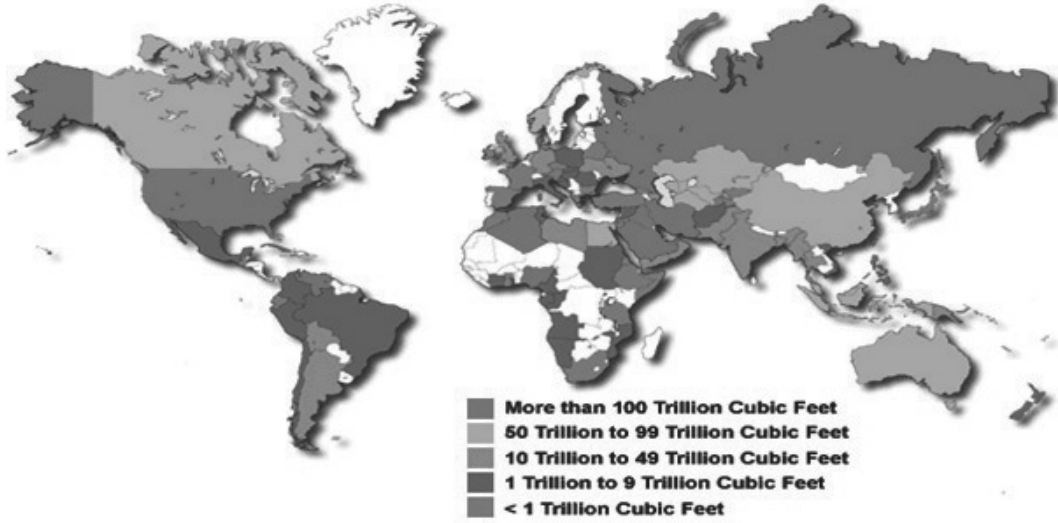 More than 100 Trillion Cubic Feet
50 Trillion to 99 Trillion Cubic Feet
10 Trillion to 49 Trillion Cubic Feet
1 Trillion to 9 Trillion Cubic Feet
< 1 Trillion Cubic Feet